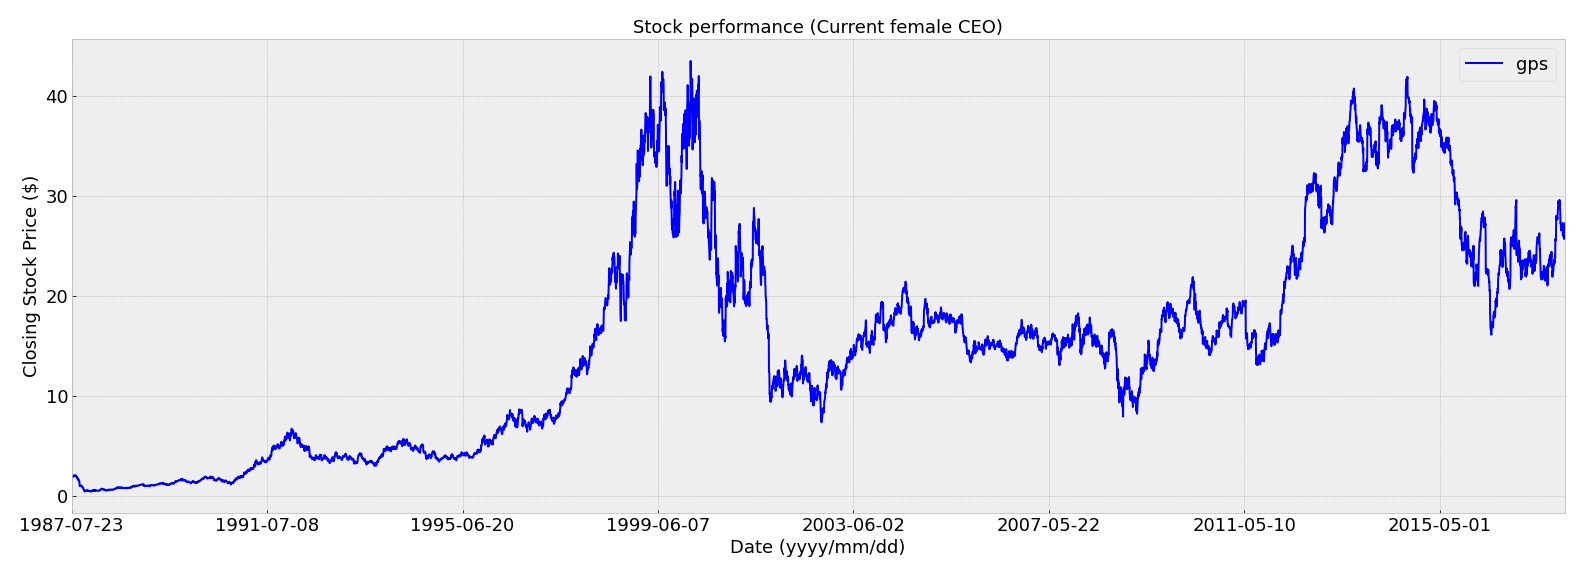 Stock performance (Current female CEO)
gps
Closing Stock Price ($)
40
30
20
10
0
1987-07-23 1991-07-08 1995-06-20 1999-06-07 2003-06-02 2007-05-22 2011-05-10 2015-05-01
Date (yyyy/mm/dd)